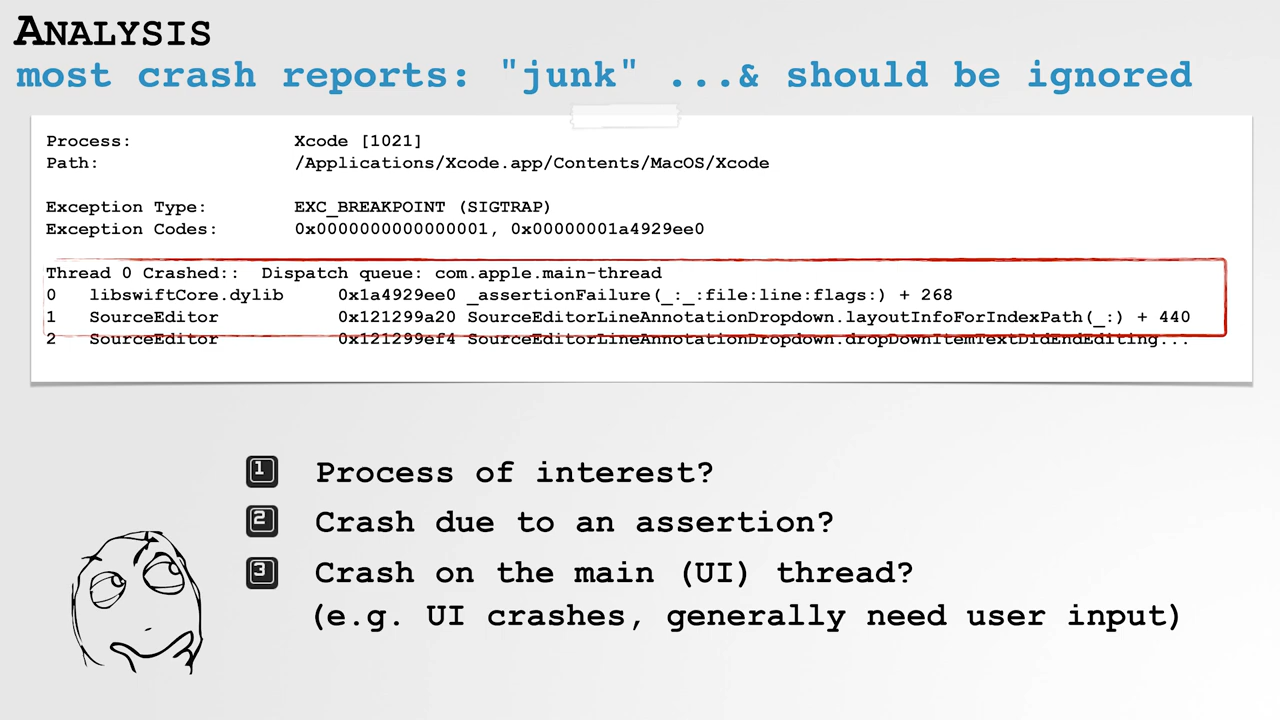 ANALYSIS
most crash reports: "junk" ...& should be ignored
Process: Xcode [1021]
Path: /Applications/Xcode.app/Contents/MacOS/Xcode
Exception Type: EXC_BREAKPOINT (SIGTRAP)
Exception Codes: 0x0000000000000001, 0x00000001a4929ee0
Thread 0 Crashed:: Dispatch queue: com.apple.main-thread
0 libswiftCore.dylib 0x1a4929ee0 _assertionFailure(_:_:file:line:flags:) + 268
1 SourceEditor 0x121299a20 SourceEditorLineAnnotationDropdown.layoutInfoForIndexPath(_:) + 440
2 SourceEditor 0x121299ef4 SourceEditorLineAnnotationDropdown.dropDownItemTextDidEndEditing...
1 Process of interest?
2 Crash due to an assertion?
3 Crash on the main (UI) thread?
(e.g. UI crashes, generally need user input)